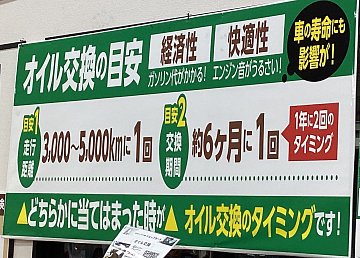 オイル交換の目安
経済性
ガソリン代がかかる!
快適性
エンジン音がうるさい!
車の寿命にも
影響が!
目安1
走行
距離
3,000〜5,000kmに1回
目安2
交換
期間
約6ヶ月に1回
1年に2回の
タイミング
▲どちらかに当てはまった時が▲オイル交換のタイミングです!